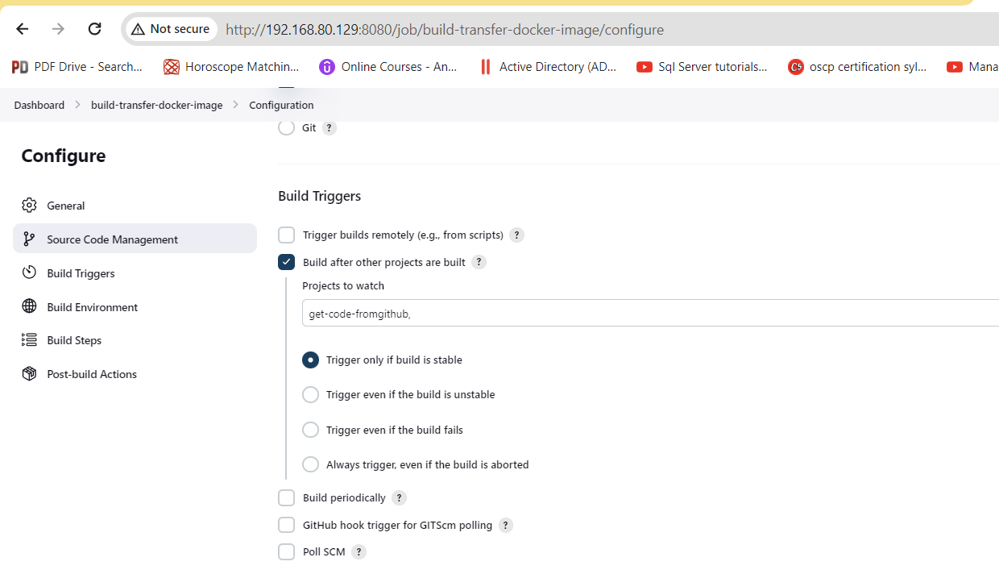 Not secure http://192.168.80.129:8080/job/build-transfer-docker-image/configure
PD PDF Drive - Search... Horoscope Matchin... Online Courses - An... Active Directory (AD... Sql Server tutorials... oscp certification syl... Mana
Dashboard > build-transfer-docker-image > Configuration
Git ?
Configure
General
Source Code Management
Build Triggers
Build Environment
Build Steps
Post-build Actions
Build Triggers
Trigger builds remotely (e.g., from scripts) ?
Build after other projects are built ?
Projects to watch
get-code-fromgithub,
Trigger only if build is stable
Trigger even if the build is unstable
Trigger even if the build fails
Always trigger, even if the build is aborted
Build periodically ?
GitHub hook trigger for GITScm polling ?
Poll SCM ?